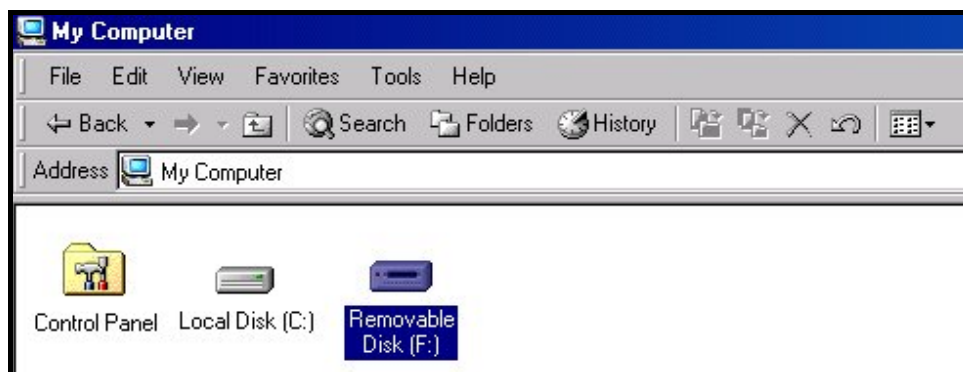 My Computer
File Edit View Favorites Tools Help
Back Search Folders History
Address My Computer
Control Panel Local Disk (C:) Removable
Disk (F:)